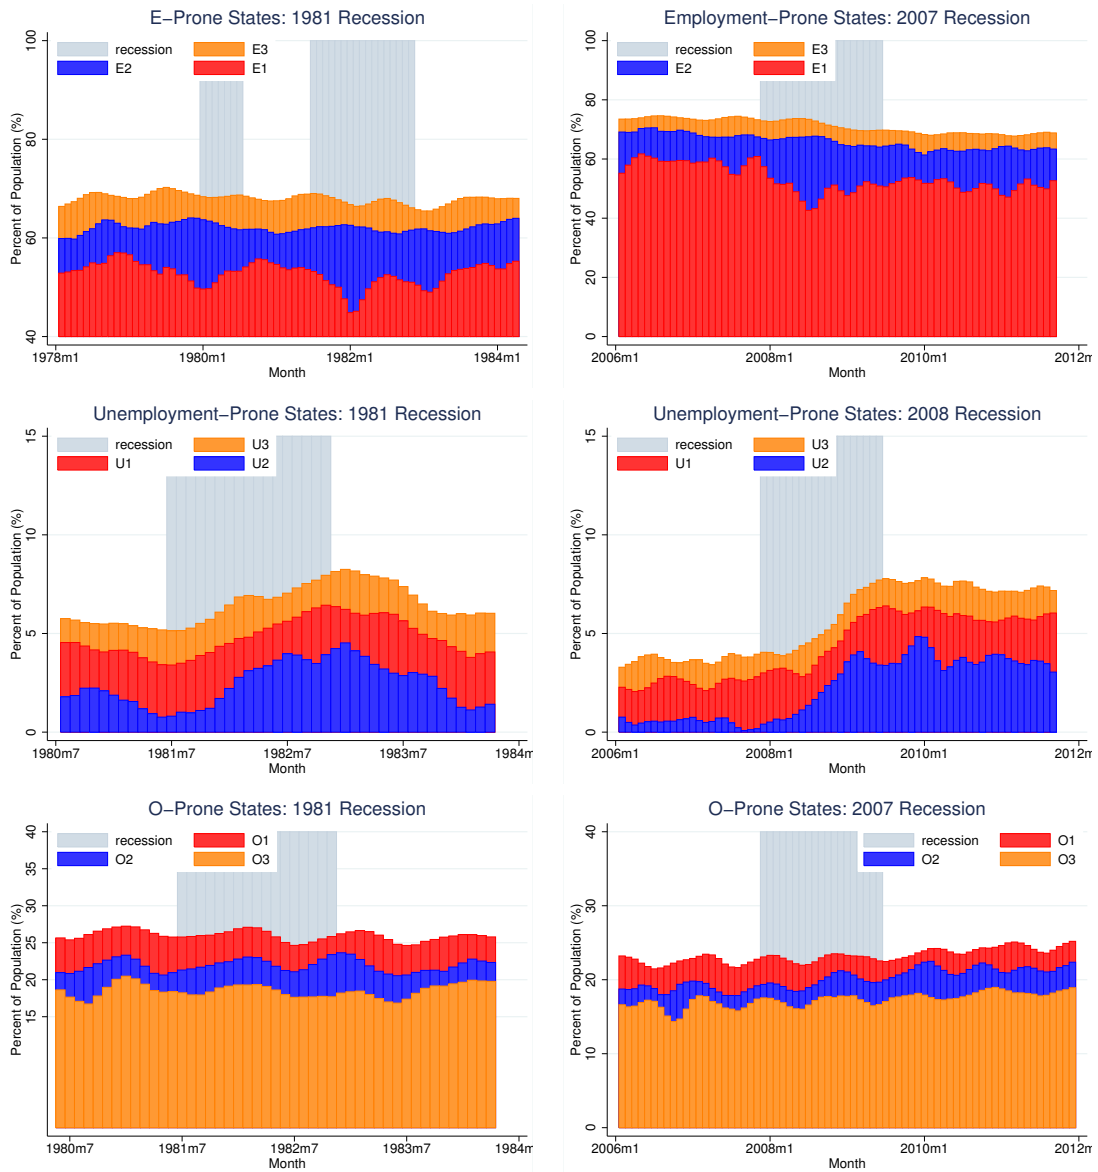 E−Prone States: 1981 Recession
Percent of Population (%)
100
80
60
40
recession
E3
E2
E1
1978m1
1980m1
1982m1
1984m1
Month
Employment−Prone States: 2007 Recession
Percent of Population (%)
100
80
60
40
20
0
recession
E3
E2
E1
2006m1
2008m1
2010m1
2012m
Month
Unemployment−Prone States: 1981 Recession
Percent of Population (%)
15
10
5
0
recession
U3
U1
U2
1980m7
1981m7
1982m7
1983m7
1984m
Month
Unemployment−Prone States: 2008 Recession
Percent of Population (%)
15
10
5
0
recession
U3
U1
U2
2006m1
2008m1
2010m1
2012m
Month
O−Prone States: 1981 Recession
Percent of Population (%)
40
35
30
25
20
15
recession
O1
O2
O3
1980m7
1981m7
1982m7
1983m7
1984m
Month
O−Prone States: 2007 Recession
Percent of Population (%)
40
30
20
10
0
recession
O1
O2
O3
2006m1
2008m1
2010m1
2012m
Month